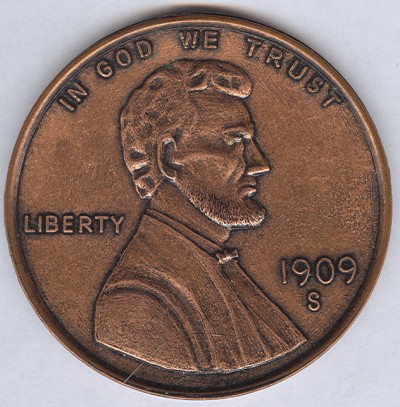 IN GOD WE TRUST
LIBERTY
1909
S